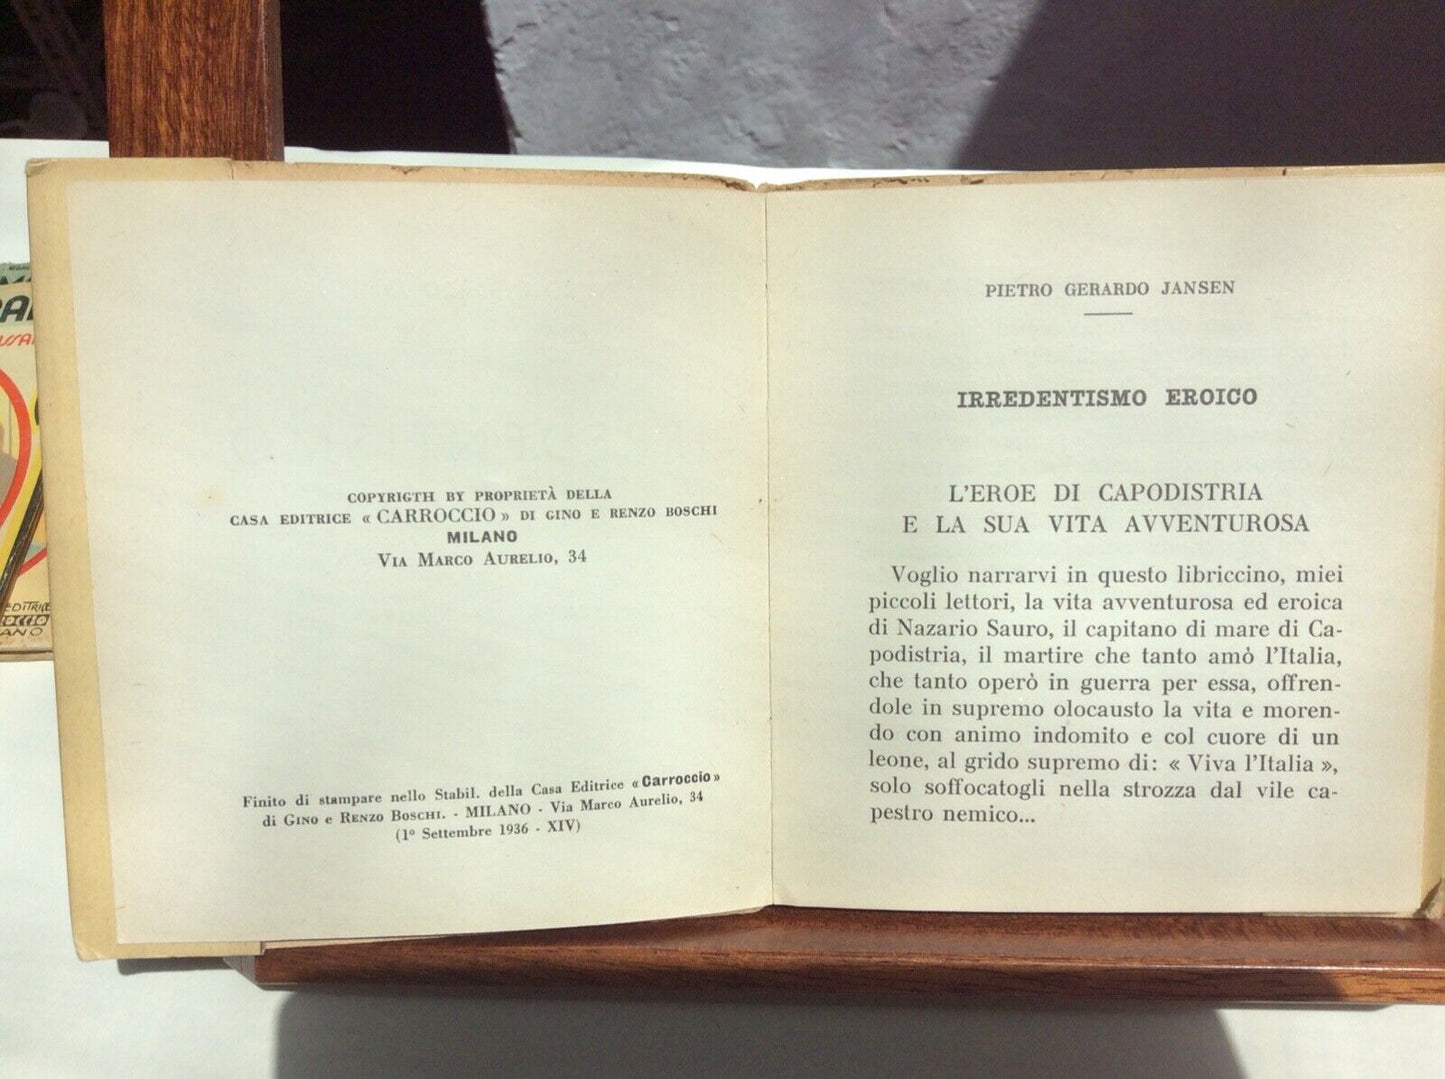 COPYRIGTH BY PROPRIETÀ DELLA
CASA EDITRICE « CARROCCIO » DI GINO E RENZO BOSCHI
MILANO
VIA MARCO AURELIO, 34
Finito di stampare nello Stabil. della Casa Editrice «Carroccio»
di GINO e RENZO BOSCHI. - MILANO - Via Marco Aurelio, 34
(1° Settembre 1936 - XIV)
PIETRO GERARDO JANSEN
IRREDENTISMO EROICO
L'EROE DI CAPODISTRIA
E LA SUA VITA AVVENTUROSA
Voglio narrarvi in questo libriccino, miei
piccoli lettori, la vita avventurosa ed eroica
di Nazario Sauro, il capitano di mare di Ca-
podistria, il martire che tanto amò l'Italia,
che tanto operò in guerra per essa, offren-
dole in supremo olocausto la vita e moren-
do con animo indomito e col cuore di un
leone, al grido supremo di: « Viva l'Italia »,
solo soffocatogli nella strozza dal vile ca-
pestro nemico...